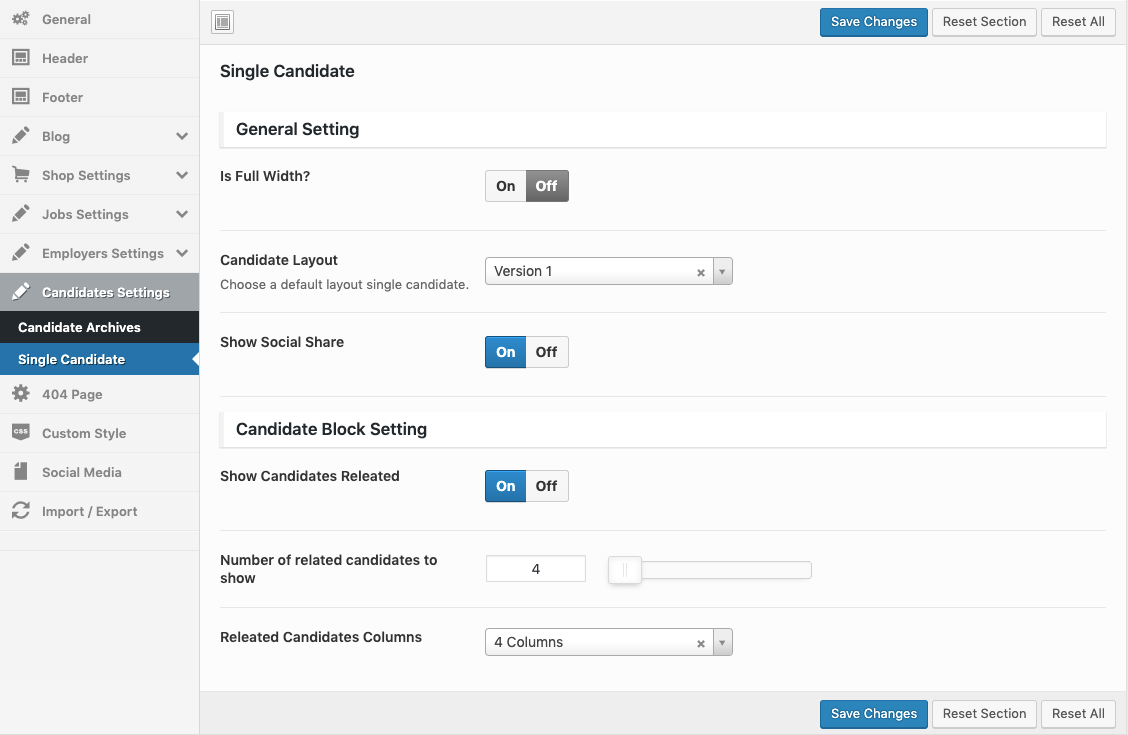 General
Header
Footer
Blog
Shop Settings
Jobs Settings
Employers Settings
Candidates Settings
Candidate Archives
Single Candidate
404 Page
CSS
Custom Style
Social Media
Import / Export
Save Changes
Reset Section
Reset All
Single Candidate
General Setting
Is Full Width?
On
Off
Candidate Layout
Choose a default layout single candidate.
Version 1
Show Social Share
On
Off
Candidate Block Setting
Show Candidates Releated
On
Off
Number of related candidates to
show
4
Releated Candidates Columns
4 Columns
Save Changes
Reset Section
Reset All